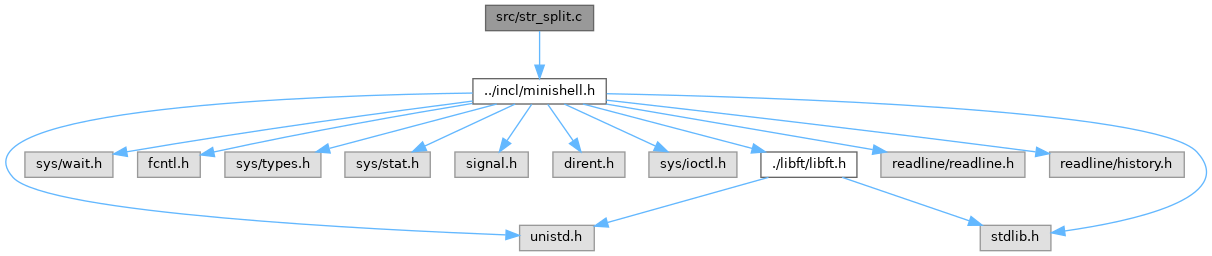 src/str_split.c
../incl/minishell.h
sys/wait.h
fcntl.h
sys/types.h
sys/stat.h
signal.h
dirent.h
sys/ioctl.h
./libft/libft.h
readline/readline.h
readline/history.h
unistd.h
stdlib.h